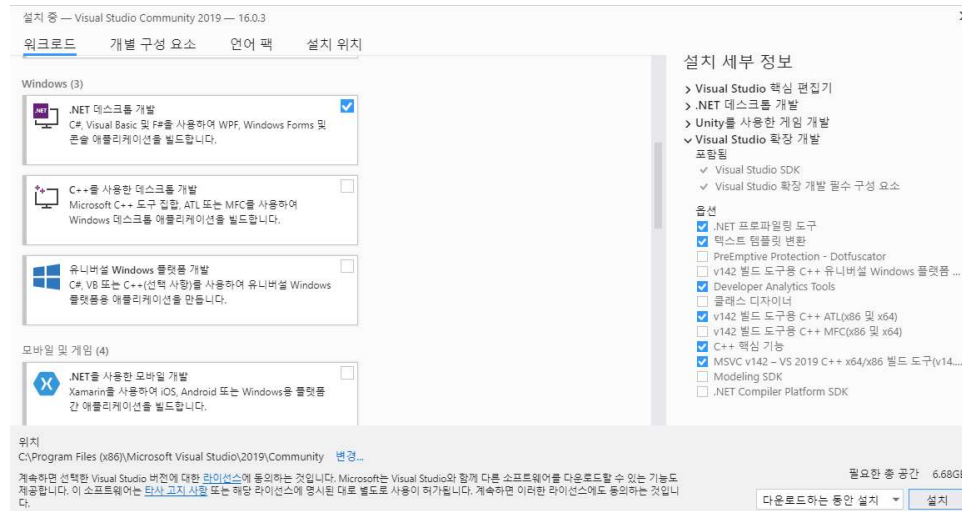 설치 중 — Visual Studio Community 2019 — 16.0.3
워크로드 개별 구성 요소 언어 팩 설치 위치
Windows (3)
.NET 데스크톱 개발
C#, Visual Basic 및 F#을 사용하여 WPF, Windows Forms 및
콘솔 애플리케이션을 빌드합니다.
C++를 사용한 데스크톱 개발
Microsoft C++ 도구 집합, ATL 또는 MFC를 사용하여
Windows 데스크톱 애플리케이션을 빌드합니다.
유니버설 Windows 플랫폼 개발
C#, VB 또는 C++(선택 사항)를 사용하여 유니버설 Windows
플랫폼용 애플리케이션을 만듭니다.
모바일 및 게임 (4)
.NET을 사용한 모바일 개발
Xamarin을 사용하여 iOS, Android 또는 Windows용 플랫폼
간 애플리케이션을 빌드합니다.
설치 세부 정보
Visual Studio 핵심 편집기
.NET 데스크톱 개발
Unity를 사용한 게임 개발
Visual Studio 확장 개발
포함됨
Visual Studio SDK
Visual Studio 확장 개발 필수 구성 요소
옵션
.NET 프로파일링 도구
텍스트 템플릿 변환
PreEmptive Protection - Dotfuscator
v142 빌드 도구용 C++ 유니버설 Windows 플랫폼 ...
Developer Analytics Tools
클래스 디자이너
v142 빌드 도구용 C++ ATL(x86 및 x64)
v142 빌드 도구용 C++ MFC(x86 및 x64)
C++ 핵심 기능
MSVC v142 – VS 2019 C++ x64/x86 빌드 도구(v14....
Modeling SDK
.NET Compiler Platform SDK
위치
C:\Program Files (x86)\Microsoft Visual Studio\2019\Community 변경...
계속하면 선택한 Visual Studio 버전에 대한 라이선스에 동의하는 것입니다. Microsoft는 Visual Studio와 함께 다른 소프트웨어를 다운로드할 수 있는 기능도
제공합니다. 이 소프트웨어는 타사 고지 사항 또는 해당 라이선스에 명시된 대로 별도로 사용이 허가됩니다. 계속하면 이러한 라이선스에도 동의하는 것입니
다.
필요한 총 공간 6.68GB
다운로드하는 동안 설치 설치